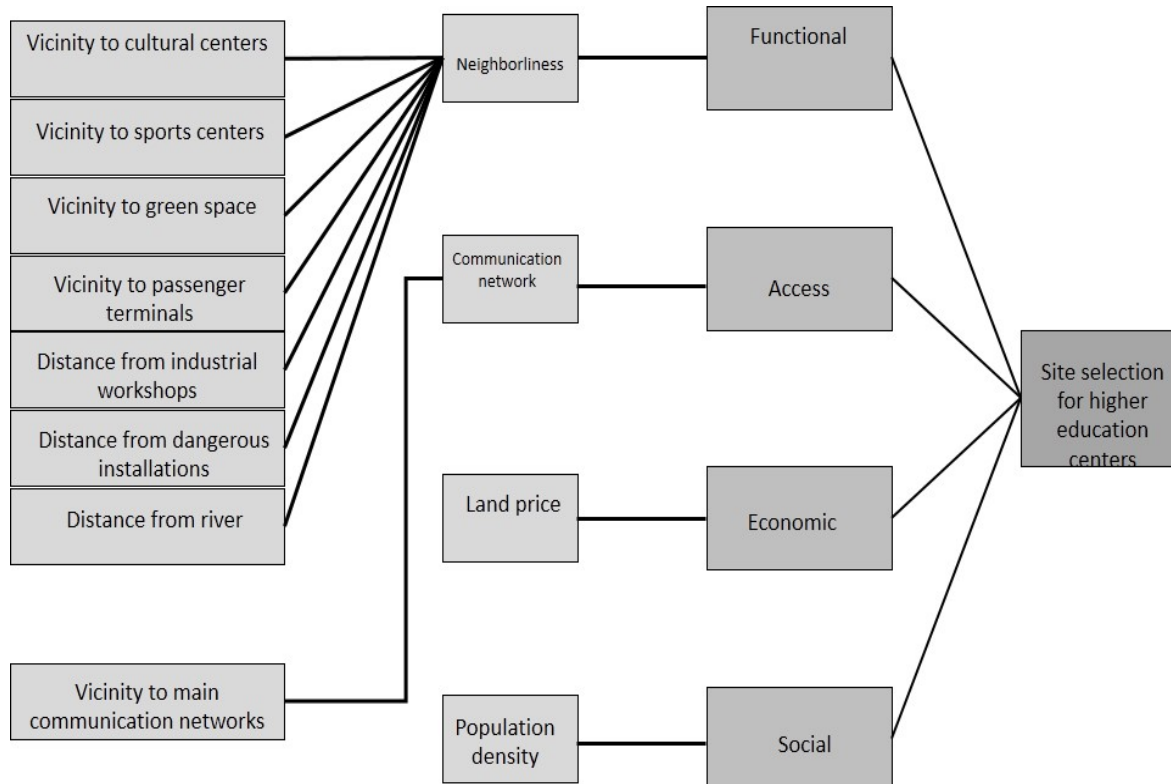 Vicinity to cultural centers
Vicinity to sports centers
Vicinity to green space
Vicinity to passenger
terminals
Distance from industrial
workshops
Distance from dangerous
installations
Distance from river
Vicinity to main
communication networks
Neighborliness
Communication
network
Land price
Population
density
Functional
Access
Economic
Social
Site selection
for higher
education
centers